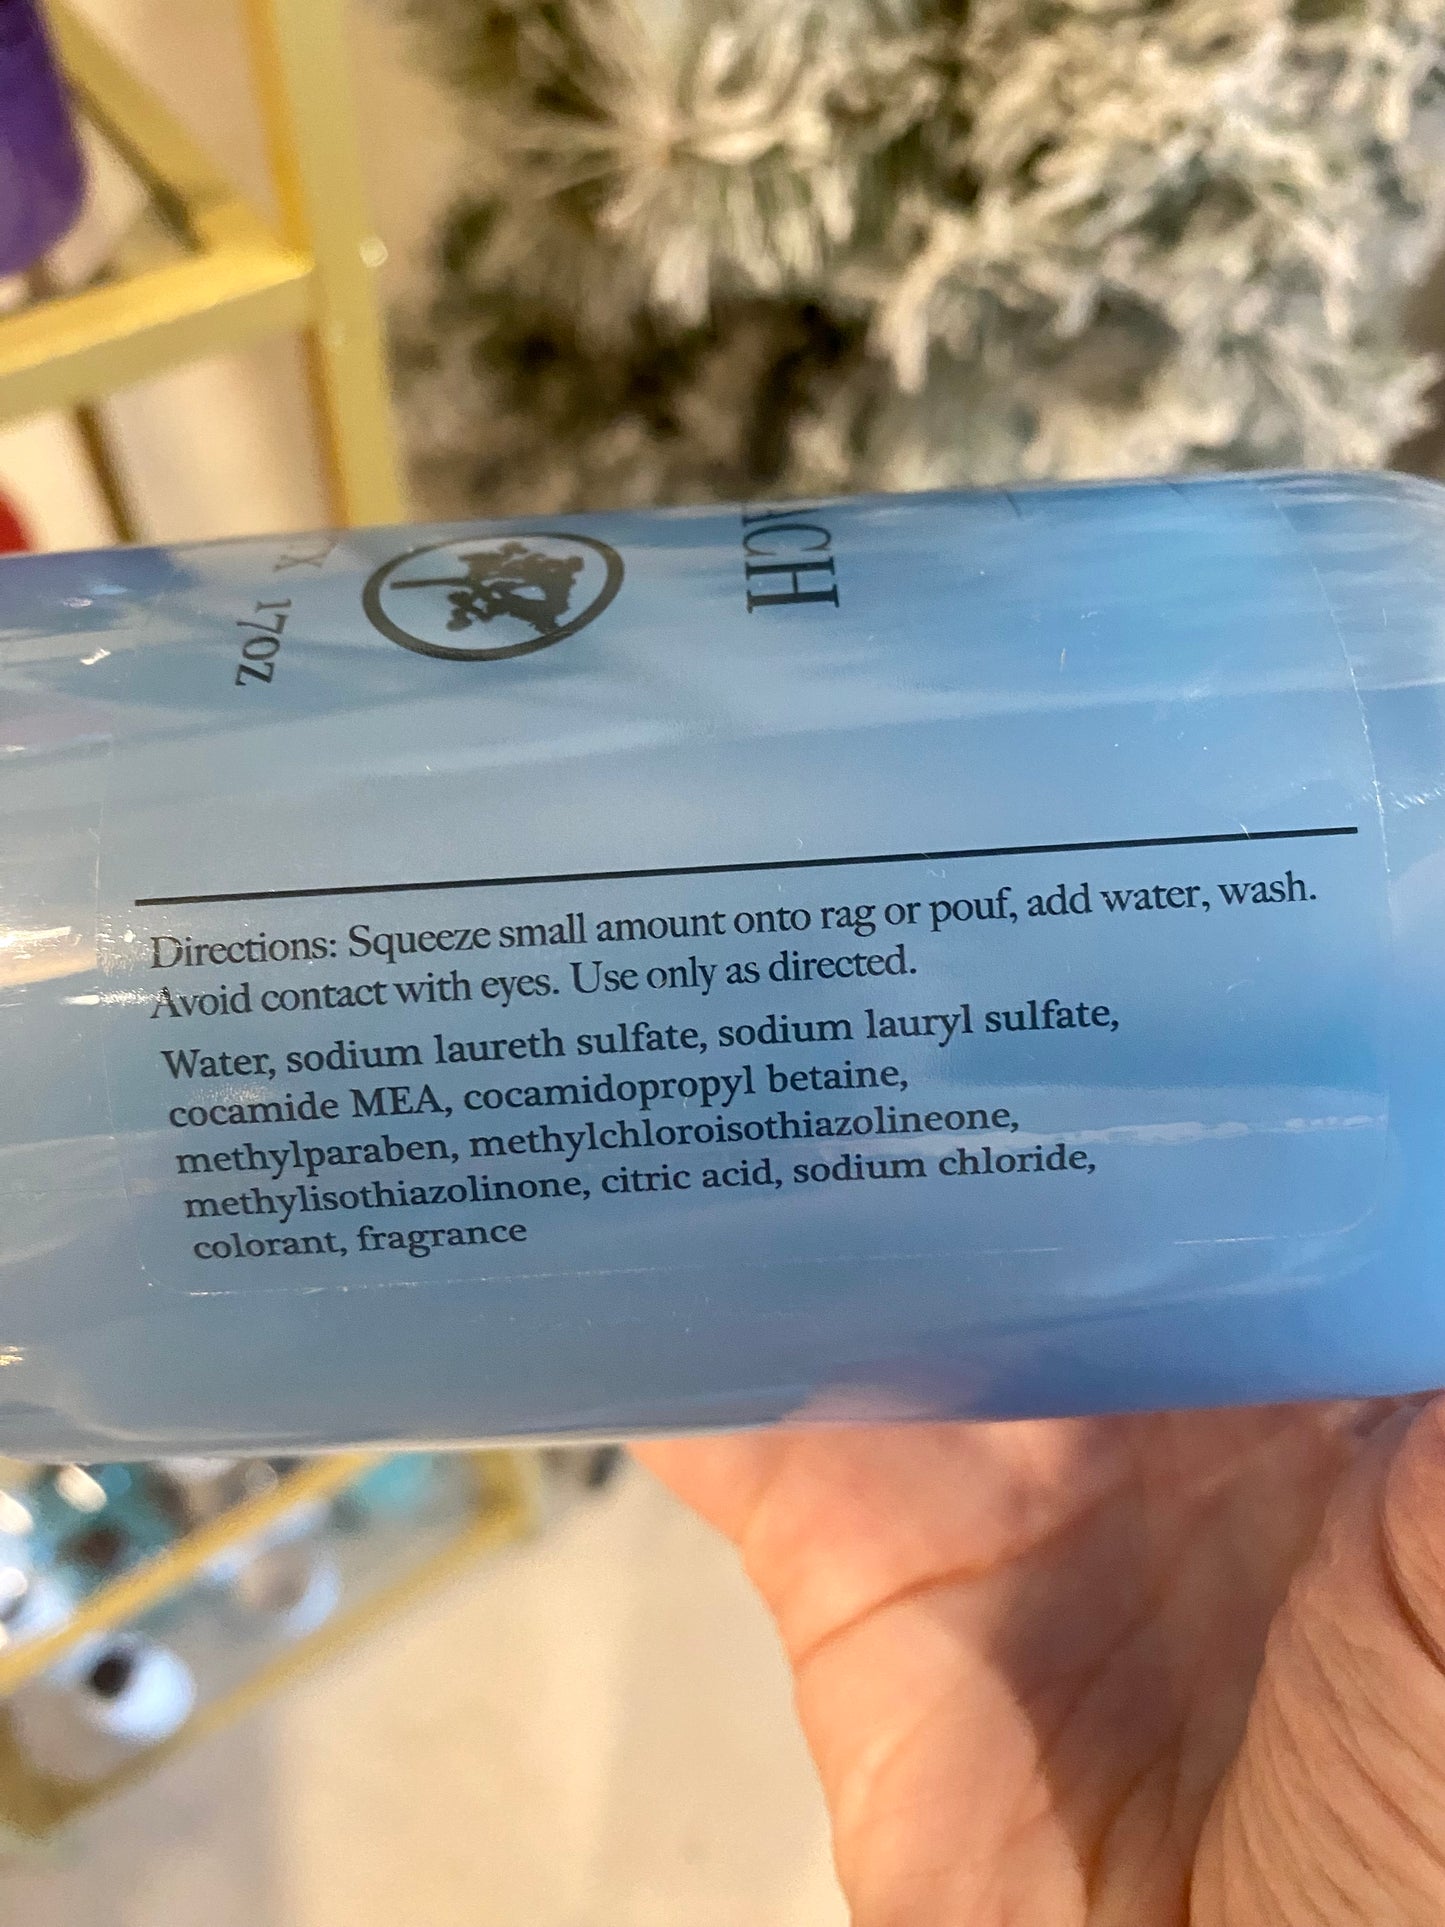 17oz
ACH
Directions: Squeeze small amount onto rag or pouf, add water, wash.
Avoid contact with eyes. Use only as directed.
Water, sodium laureth sulfate, sodium lauryl sulfate,
cocamide MEA, cocamidopropyl betaine,
methylparaben, methylchloroisothiazolineone,
methylisothiazolinone, citric acid, sodium chloride,
colorant, fragrance